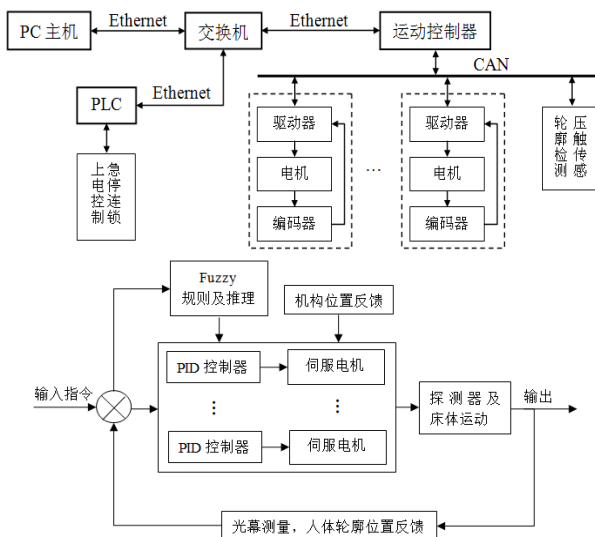 Ethernet
Ethernet
PC 主机
交换机
运动控制器
CAN
Ethernet
PLC
上电控制
急停连锁
驱动器
电机
编码器
…
驱动器
电机
编码器
轮廓检测
压触传感
Fuzzy
规则及推理
机构位置反馈
输入指令
PID 控制器
伺服电机
⋮
⋮
PID 控制器
伺服电机
探测器及
床体运动
输出
光幕测量，人体轮廓位置反馈